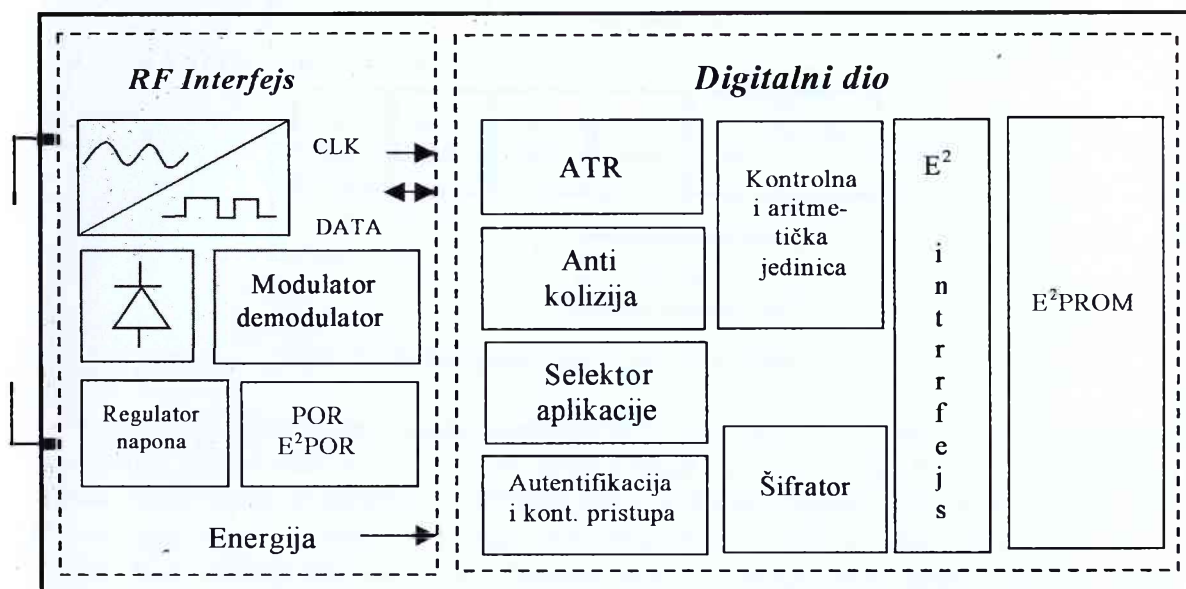 RF Interfejs
CLK
DATA
Modulator
demodulator
Regulator
napona
POR
E²POR
Energija
Digitalni dio
ATR
Anti
kolizija
Selektor
aplikacije
Autentifikacija
i kont. pristupa
Kontrolna
i aritme-
tička
jedinica
Šifrator
E²
i
n
t
r
r
f
e
j
s
E²PROM